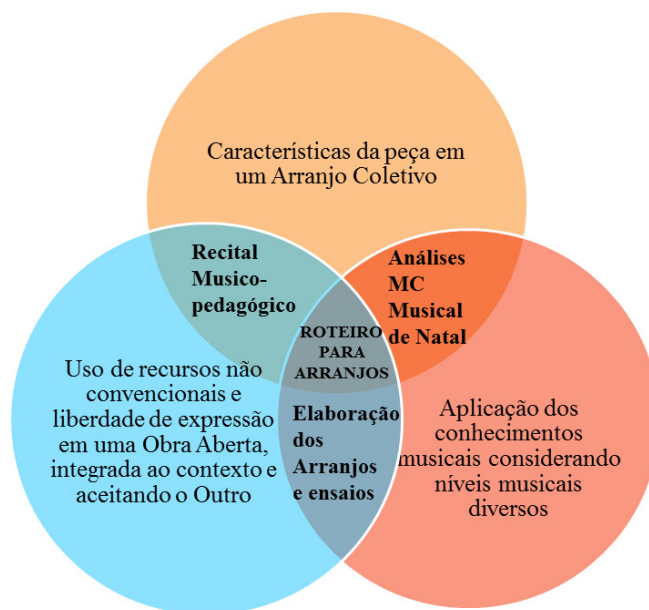 Características da peça em
um Arranjo Coletivo
Recital
Musico-
pedagógico
Análises
MC
Musical
de Natal
ROTEIRO
PARA
ARRANJOS
Uso de recursos não
convencionais e
liberdade de expressão
em uma Obra Aberta,
integrada ao contexto e
aceitando o Outro
Elaboração
dos
Arranjos
e ensaios
Aplicação dos
conhecimentos
musicais considerando
níveis musicais
diversos